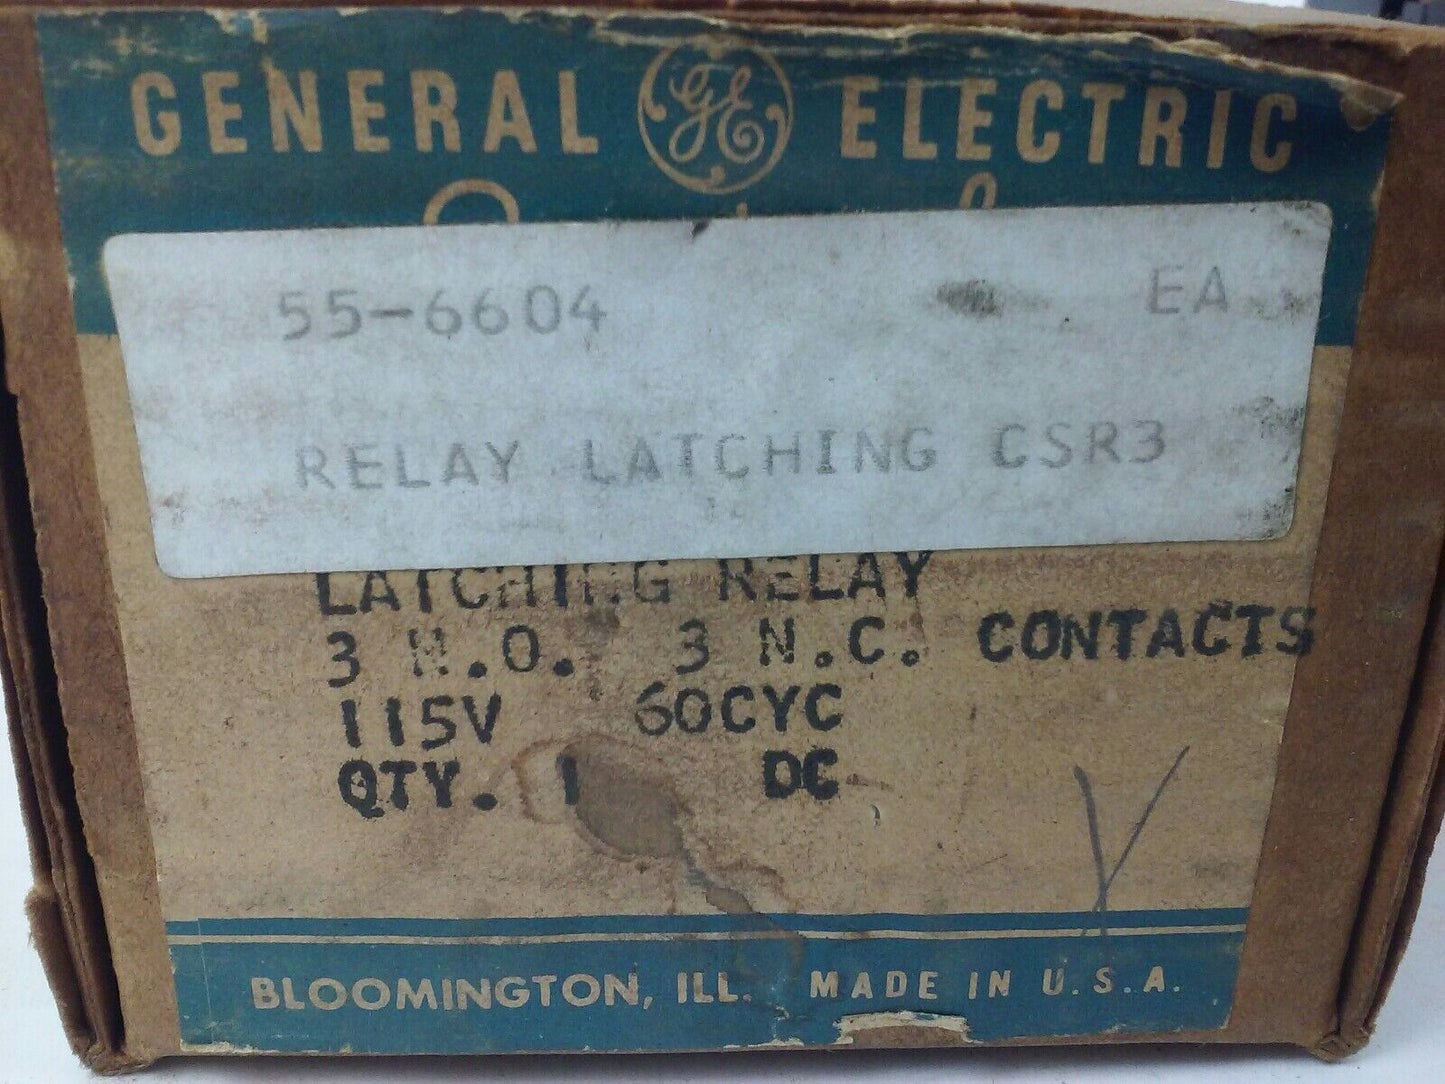 GENERAL GE ELECTRIC
55-6604 EA
RELAY LATCHING CSR3
LATCHING RELAY
3 N.O. 3 N.C. CONTACTS
115V 60CYC
QTY. 1 DC
BLOOMINGTON, ILL. MADE IN U.S.A.